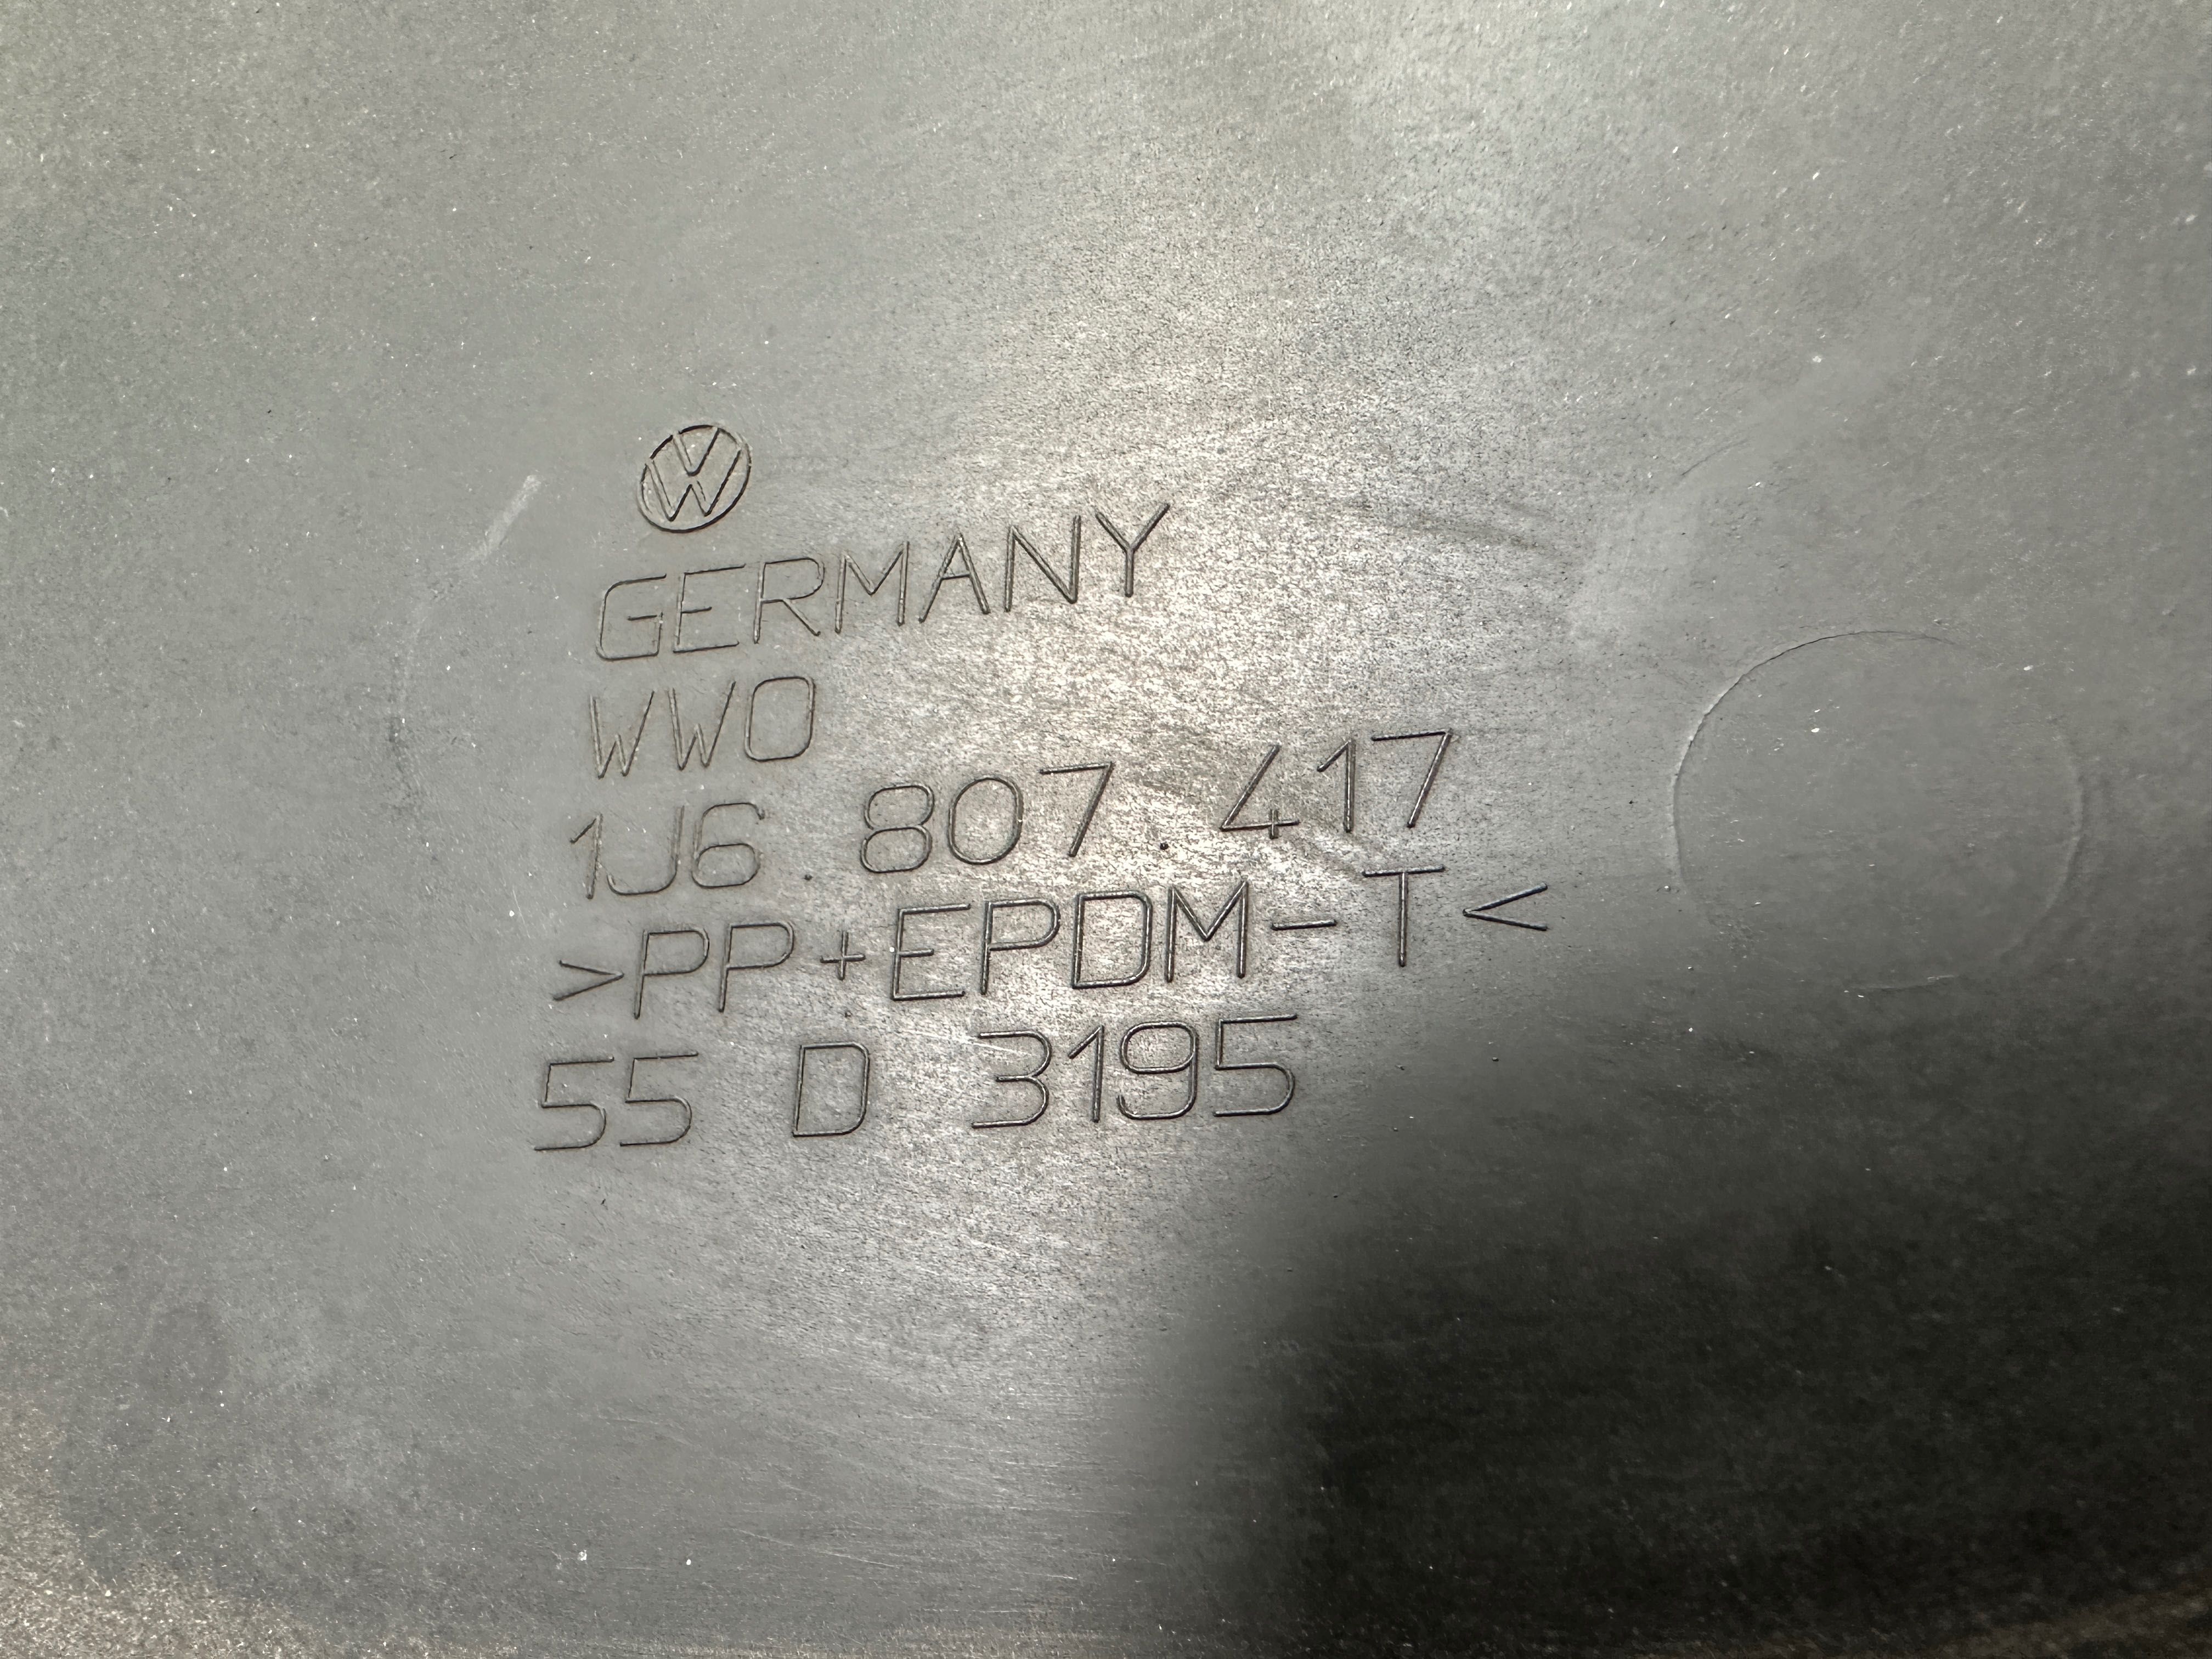 GERMANY
WWO
1J6.807.417
>PP+EPDM-T<
55 D 3195